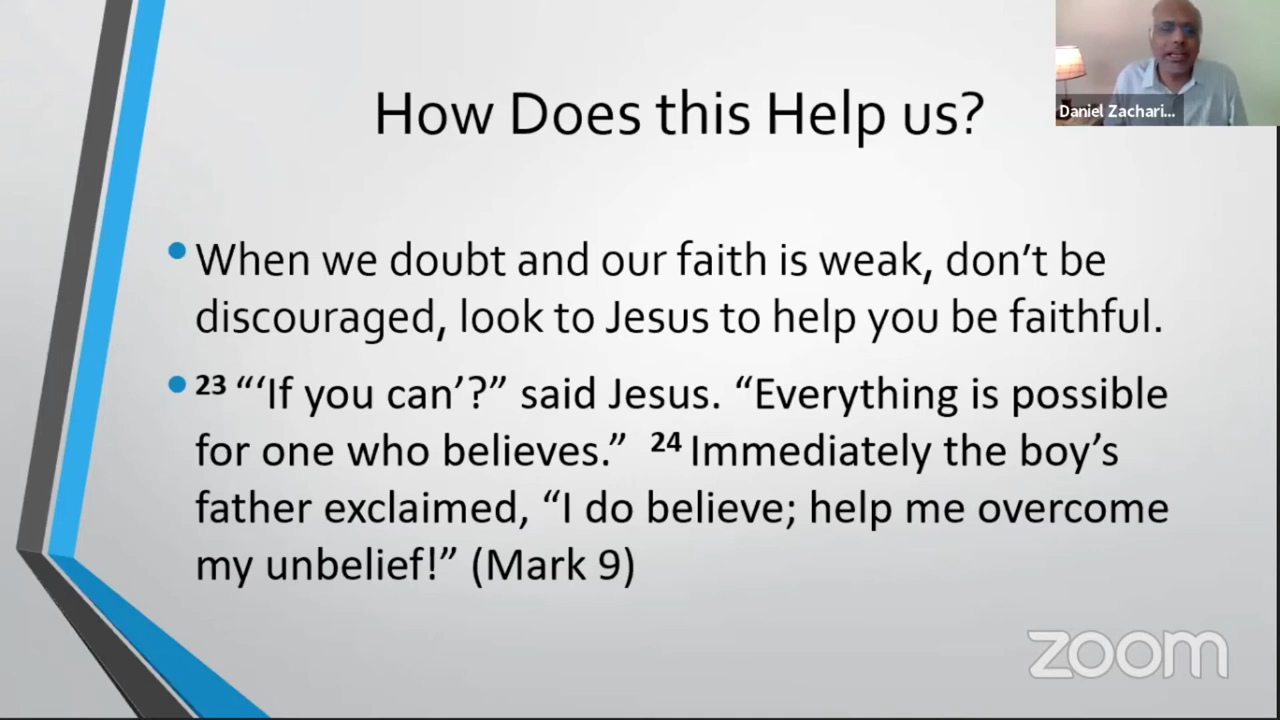 How Does this Help us?
Daniel Zachari...
• When we doubt and our faith is weak, don’t be
discouraged, look to Jesus to help you be faithful.
• 23 “‘If you can’?” said Jesus. “Everything is possible
for one who believes.” 24 Immediately the boy’s
father exclaimed, “I do believe; help me overcome
my unbelief!” (Mark 9)
zoom